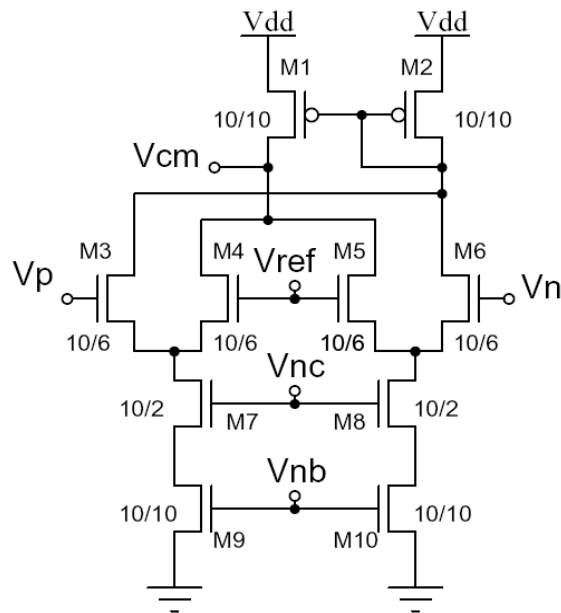 Vdd Vdd
M1 M2
10/10 10/10
Vcm
M3 M4 M5 M6
Vref
Vp Vn
10/6 10/6 10/6 10/6
Vnc
10/2 10/2
M7 M8
Vnb
10/10 10/10
M9 M10